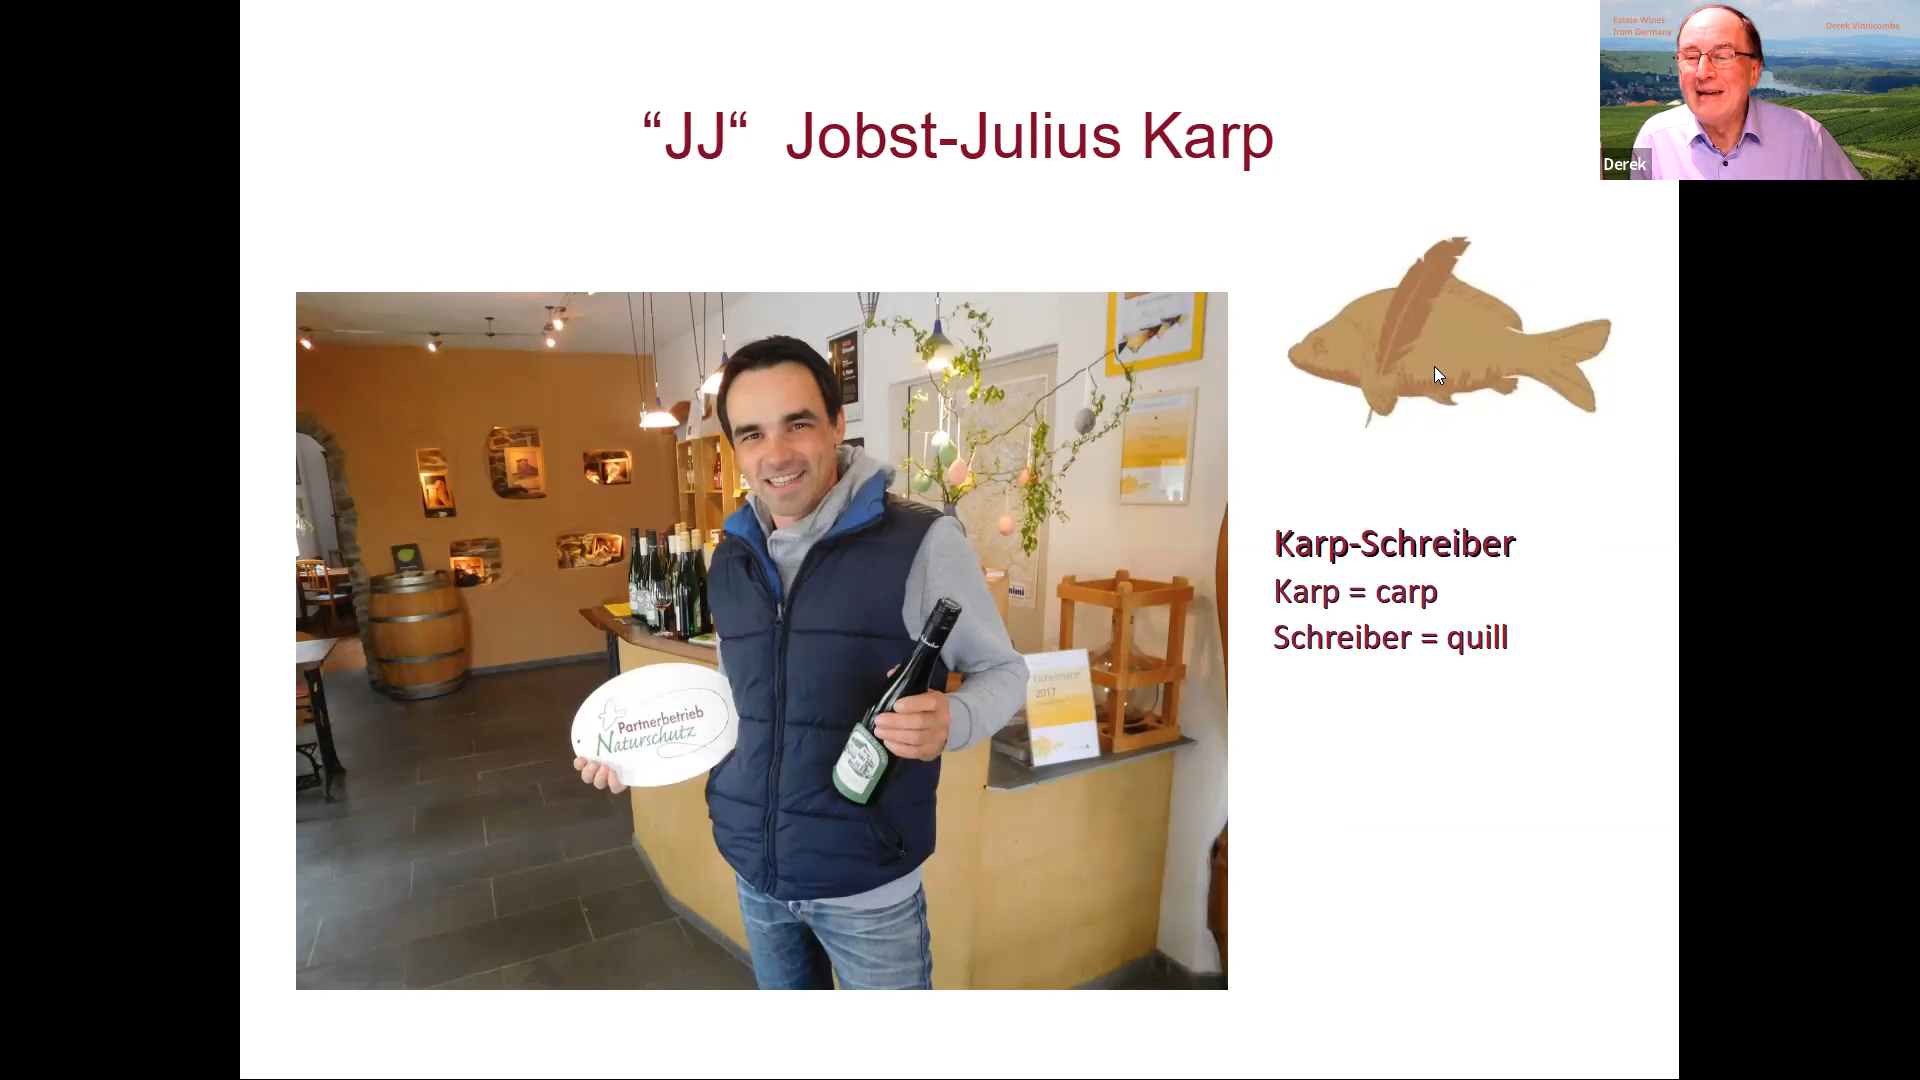 Estate Wines
from Germany
Derek Vinnicombe
Derek
“JJ“ Jobst-Julius Karp
Karp-Schreiber
Karp = carp
Schreiber = quill
Partnerbetrieb
Naturschutz
Eichelmann
2017